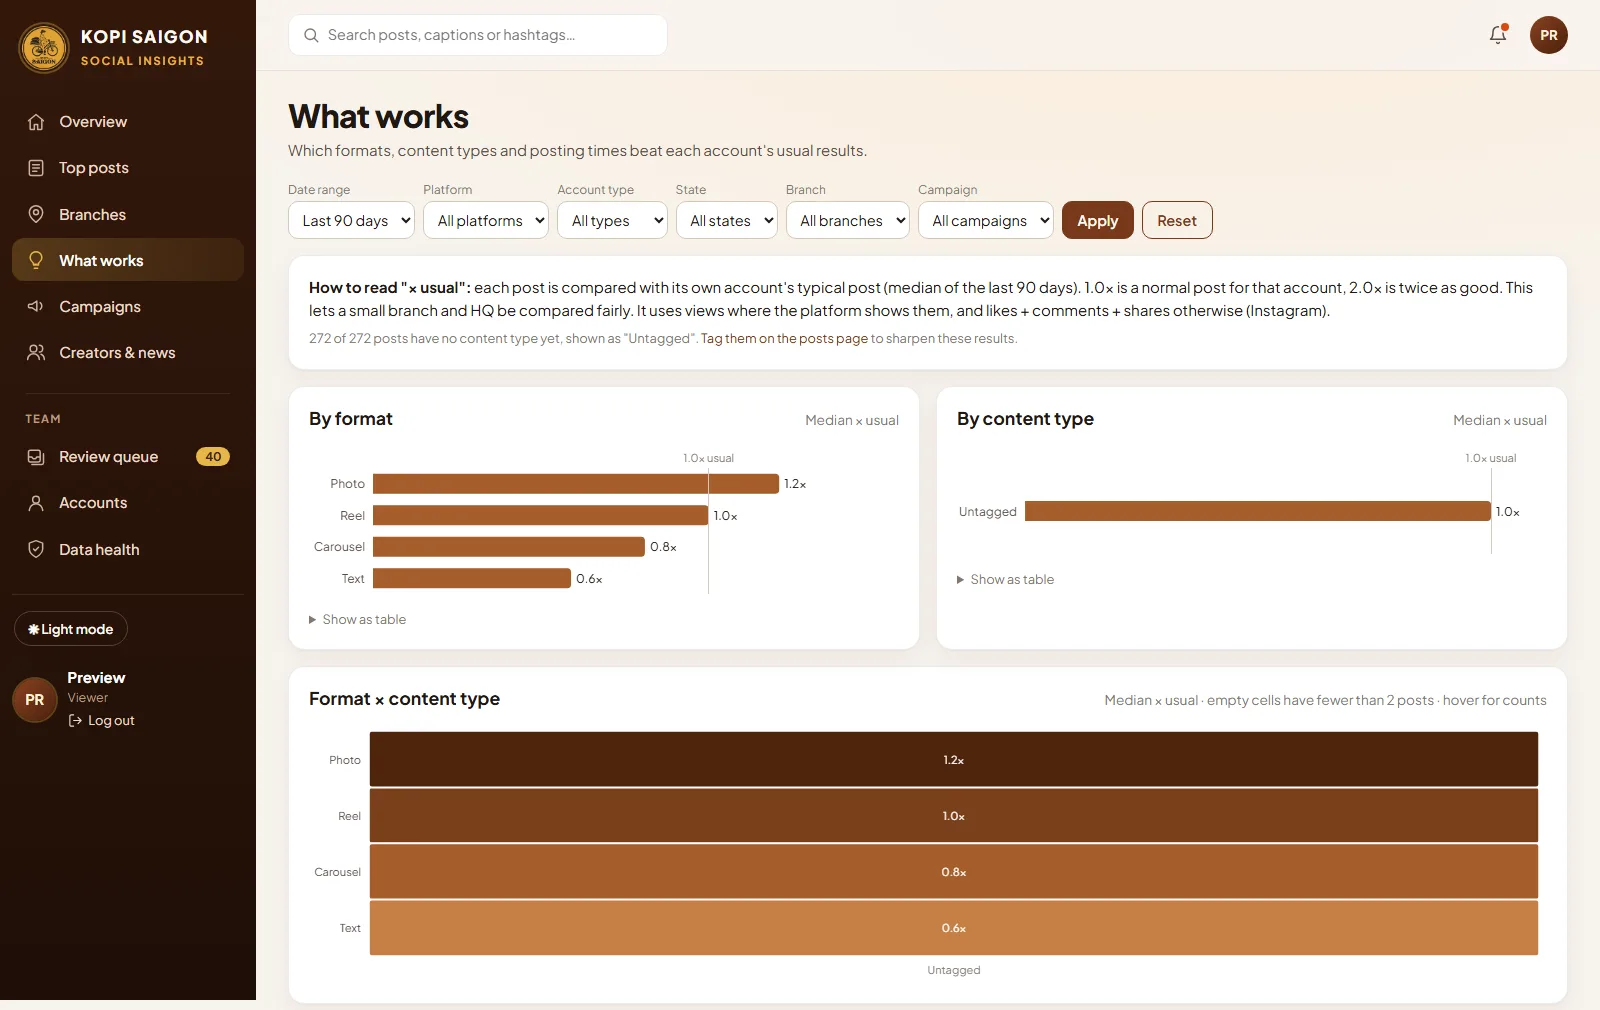 SAIGON
KOPI SAIGON
SOCIAL INSIGHTS
Overview
Top posts
Branches
What works
Campaigns
Creators & news
TEAM
Review queue 40
Accounts
Data health
Light mode
PR
Preview
Viewer
Log out
Search posts, captions or hashtags...
PR
What works
Which formats, content types and posting times beat each account's usual results.
Date range Platform Account type State Branch Campaign
Last 90 days All platforms All types All states All branches All campaigns Apply Reset
How to read "× usual": each post is compared with its own account's typical post (median of the last 90 days). 1.0× is a normal post for that account, 2.0× is twice as good. This
lets a small branch and HQ be compared fairly. It uses views where the platform shows them, and likes + comments + shares otherwise (Instagram).
272 of 272 posts have no content type yet, shown as "Untagged". Tag them on the posts page to sharpen these results.
By format Median × usual
1.0× usual
Photo 1.2×
Reel 1.0×
Carousel 0.8×
Text 0.6×
Show as table
By content type Median × usual
1.0× usual
Untagged 1.0×
Show as table
Format × content type Median × usual · empty cells have fewer than 2 posts · hover for counts
Photo 1.2×
Reel 1.0×
Carousel 0.8×
Text 0.6×
Untagged